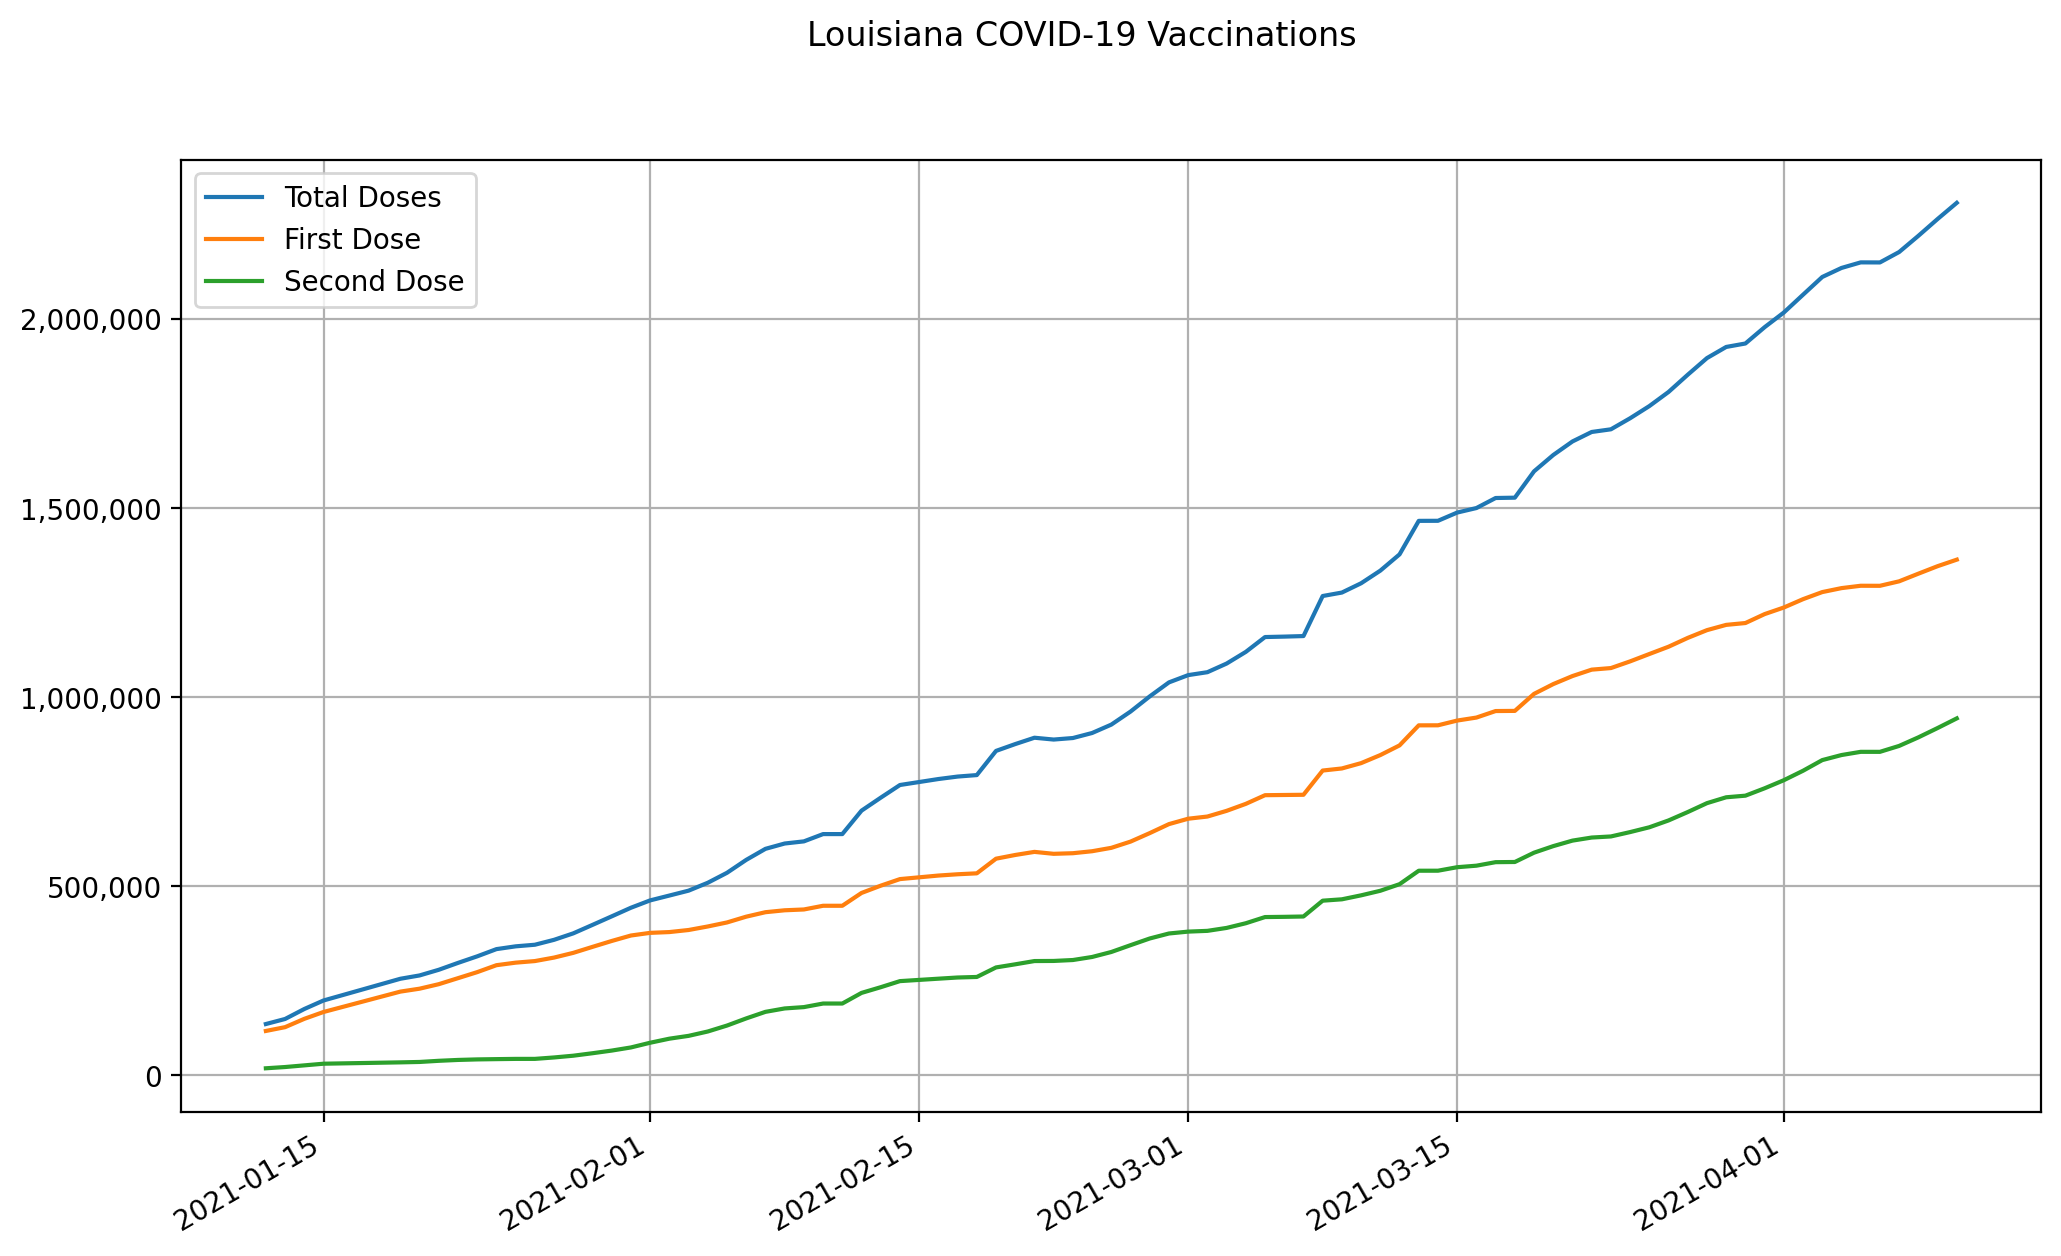 Louisiana COVID-19 Vaccinations
Total Doses
First Dose
Second Dose
2,000,000
1,500,000
1,000,000
500,000
0
2021-01-15
2021-02-01
2021-02-15
2021-03-01
2021-03-15
2021-04-01